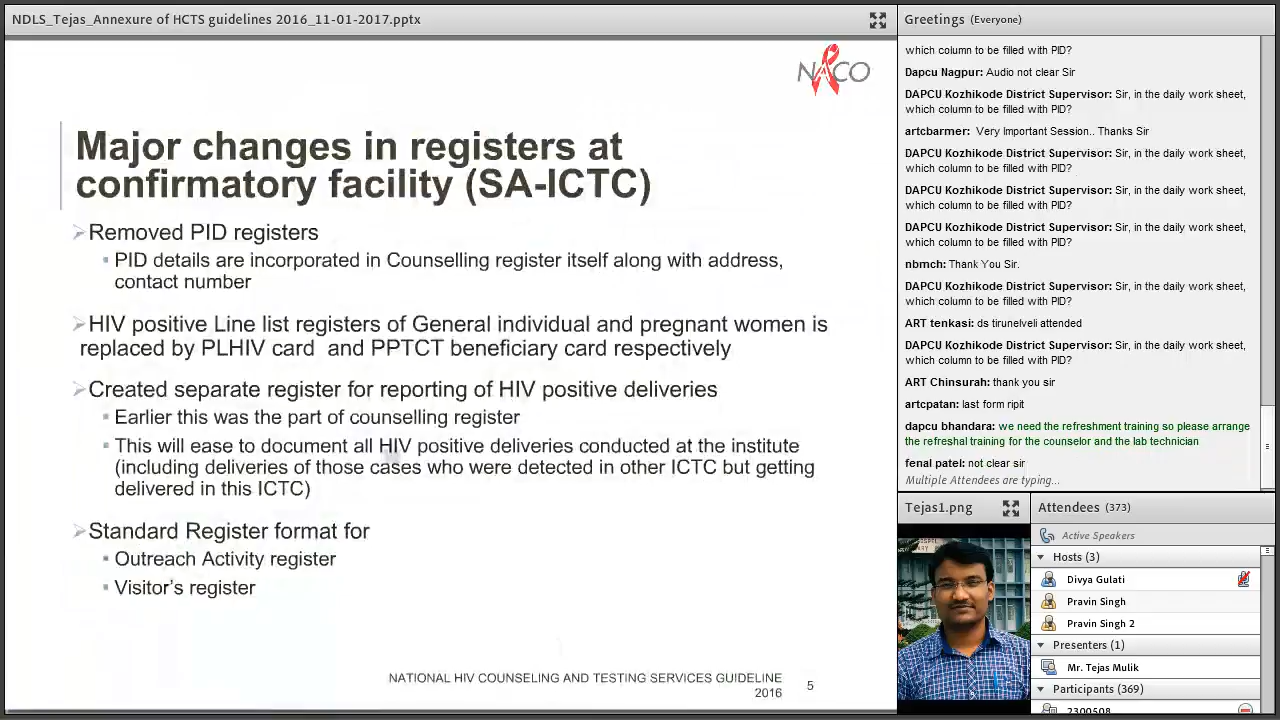 NDLS_Tejas_Annexure of HCTS guidelines 2016_11-01-2017.pptx
NACO
Major changes in registers at
confirmatory facility (SA-ICTC)
Removed PID registers
PID details are incorporated in Counselling register itself along with address,
contact number
HIV positive Line list registers of General individual and pregnant women is
replaced by PLHIV card and PPTCT beneficiary card respectively
Created separate register for reporting of HIV positive deliveries
Earlier this was the part of counselling register
This will ease to document all HIV positive deliveries conducted at the institute
(including deliveries of those cases who were detected in other ICTC but getting
delivered in this ICTC)
Standard Register format for
Outreach Activity register
Visitor's register
NATIONAL HIV COUNSELING AND TESTING SERVICES GUIDELINE
2016
5
Greetings (Everyone)
which column to be filled with PID?
Dapcu Nagpur: Audio not clear Sir
DAPCU Kozhikode District Supervisor: Sir, in the daily work sheet,
which column to be filled with PID?
artcbarmer: Very Important Session.. Thanks Sir
DAPCU Kozhikode District Supervisor: Sir, in the daily work sheet,
which column to be filled with PID?
DAPCU Kozhikode District Supervisor: Sir, in the daily work sheet,
which column to be filled with PID?
DAPCU Kozhikode District Supervisor: Sir, in the daily work sheet,
which column to be filled with PID?
nbmch: Thank You Sir.
DAPCU Kozhikode District Supervisor: Sir, in the daily work sheet,
which column to be filled with PID?
ART tenkasi: ds tirunelveli attended
DAPCU Kozhikode District Supervisor: Sir, in the daily work sheet,
which column to be filled with PID?
ART Chinsurah: thank you sir
artcpatan: last form ripit
dapcu bhandara: we need the refreshment training so please arrange
the refreshal training for the counselor and the lab technician
fenal patel: not clear sir
Multiple Attendees are typing...
Tejas1.png
Attendees (373)
Active Speakers
Hosts (3)
Divya Gulati
Pravin Singh
Pravin Singh 2
Presenters (1)
Mr. Tejas Mulik
Participants (369)
2300508